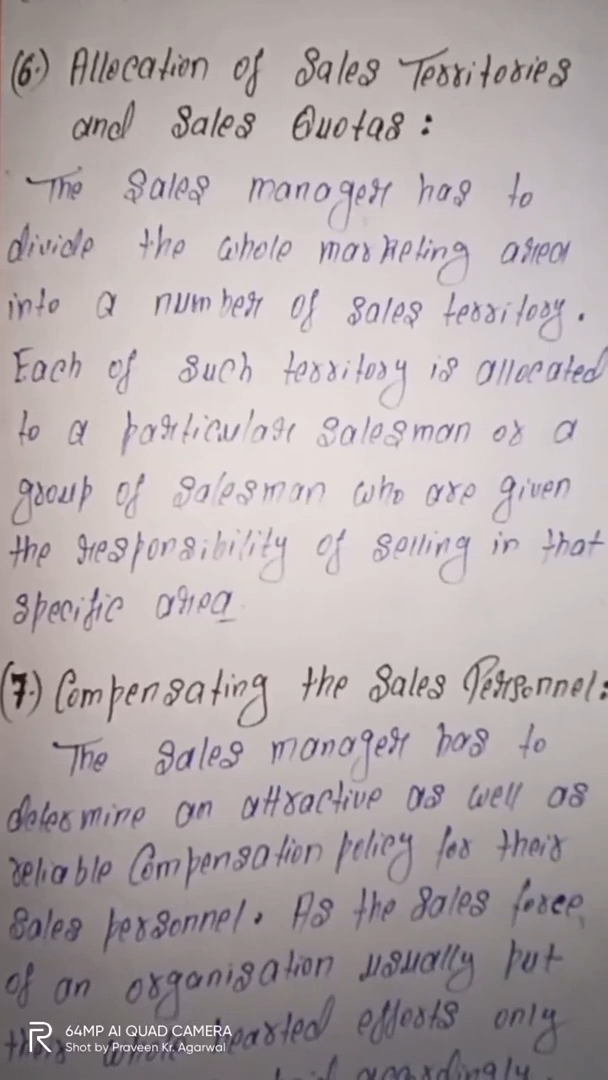 (6.) Allocation of Sales Territories
and Sales Quotas :
The Sales manager has to
divide the whole marketing area
into a number of sales territory.
Each of such territory is allocated
to a particular salesman or a
group of salesman who are given
the responsibility of selling in that
specific area
(7.) Compensating the Sales Personnel:
The sales manager has to
determine an attractive as well as
reliable Compensation policy for their
Sales personnel. As the sales force,
of an organisation usually put
their whole hearted efforts only
accordingly.
64MP AI QUAD CAMERA
Shot by Praveen Kr. Agarwal